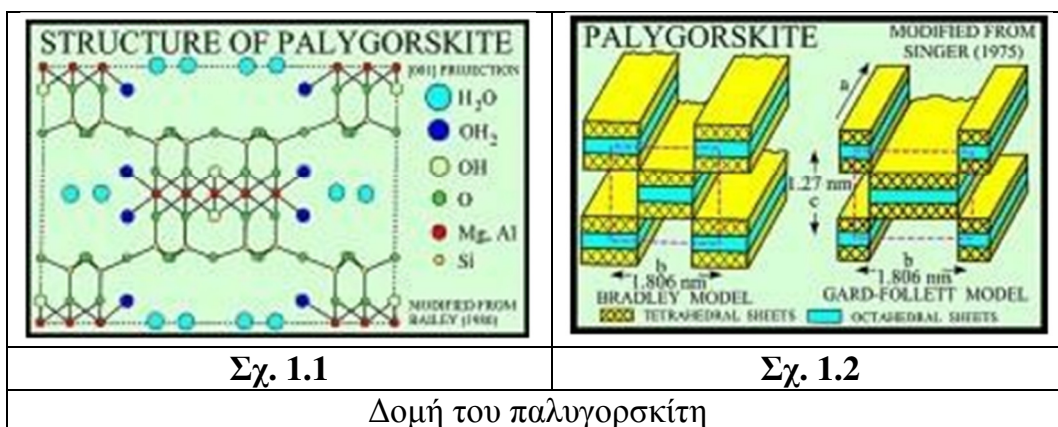 STRUCTURE OF PALYGORSKITE
[001] PROJECTION
H₂O
OH₂
OH
O
Mg, Al
Si
MODIFIED FROM
BAILEY (1980)
PALYGORSKITE
MODIFIED FROM
SINGER (1975)
a
1.27 nm
c
b
1.806 nm
BRADLEY MODEL
b
1.806 nm
GARD-FOLLETT MODEL
TETRAHEDRAL SHEETS
OCTAHEDRAL SHEETS
Σχ. 1.1
Σχ. 1.2
Δομή του παλυγορσκίτη